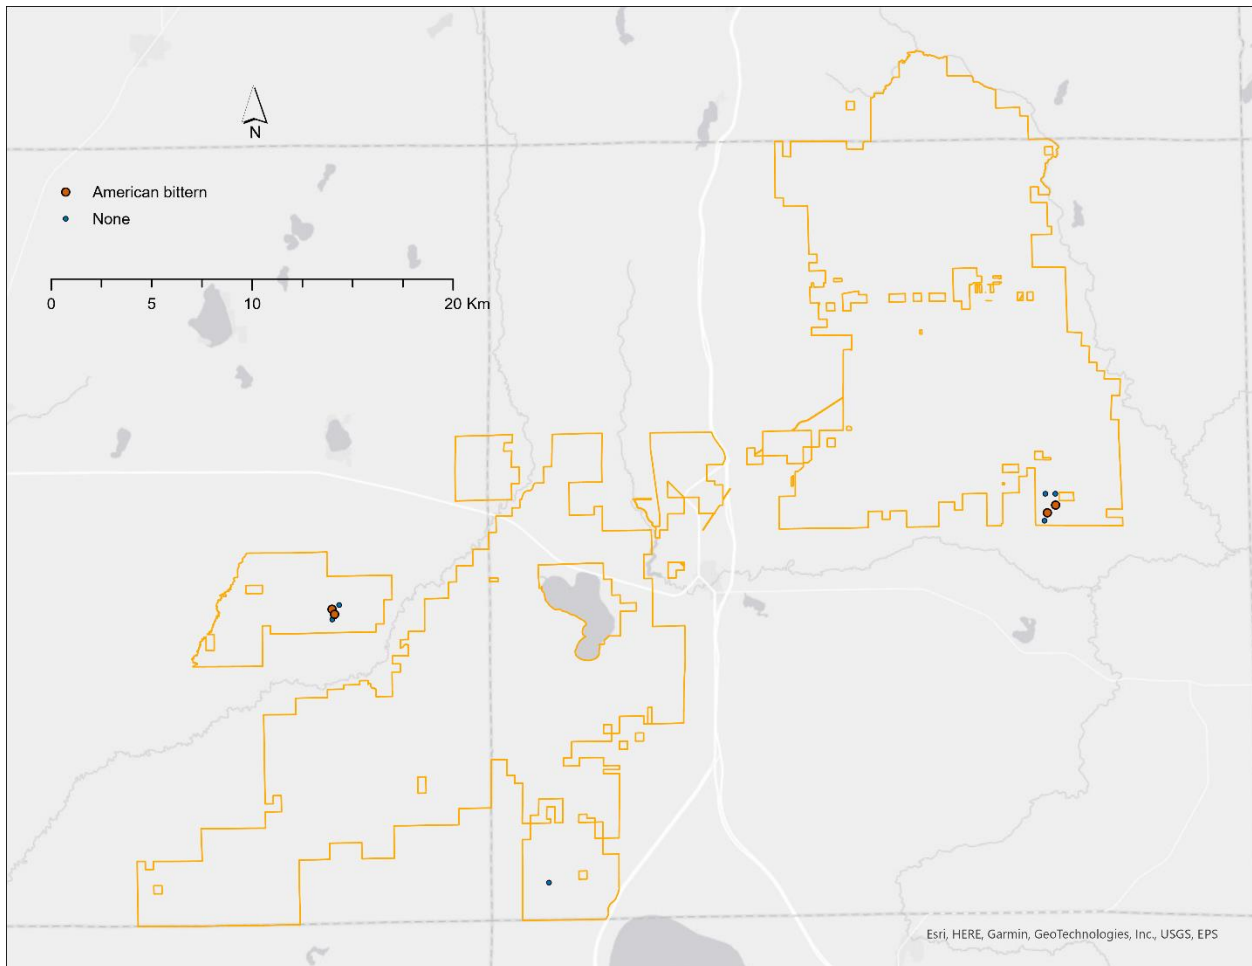 N
American bittern
None
0 5 10 20 Km
Esri, HERE, Garmin, GeoTechnologies, Inc., USGS, EPS